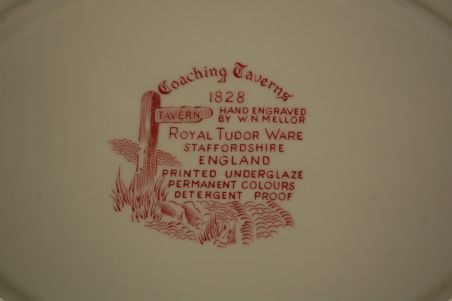 Coaching Taverns
1828
TAVERN HAND ENGRAVED
BY W.N. MELLOR
ROYAL TUDOR WARE
STAFFORDSHIRE
ENGLAND
PRINTED UNDERGLAZE
PERMANENT COLOURS
DETERGENT PROOF